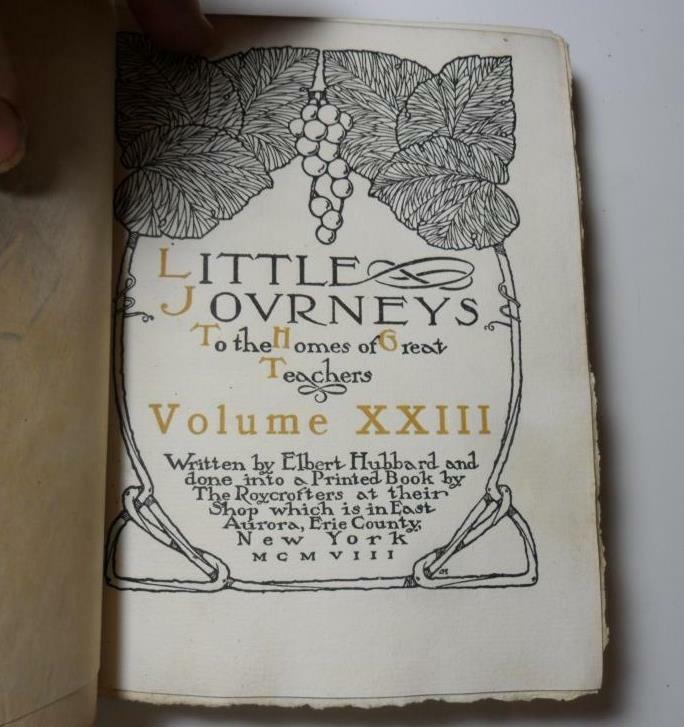 LITTLE
JOVRNEYS
To the Homes of Great
Teachers
Volume XXIII
Written by Elbert Hubbard and
done into a Printed Book by
The Roycrofters at their
Shop which is in East
Aurora, Erie County,
New York
MCMVIII